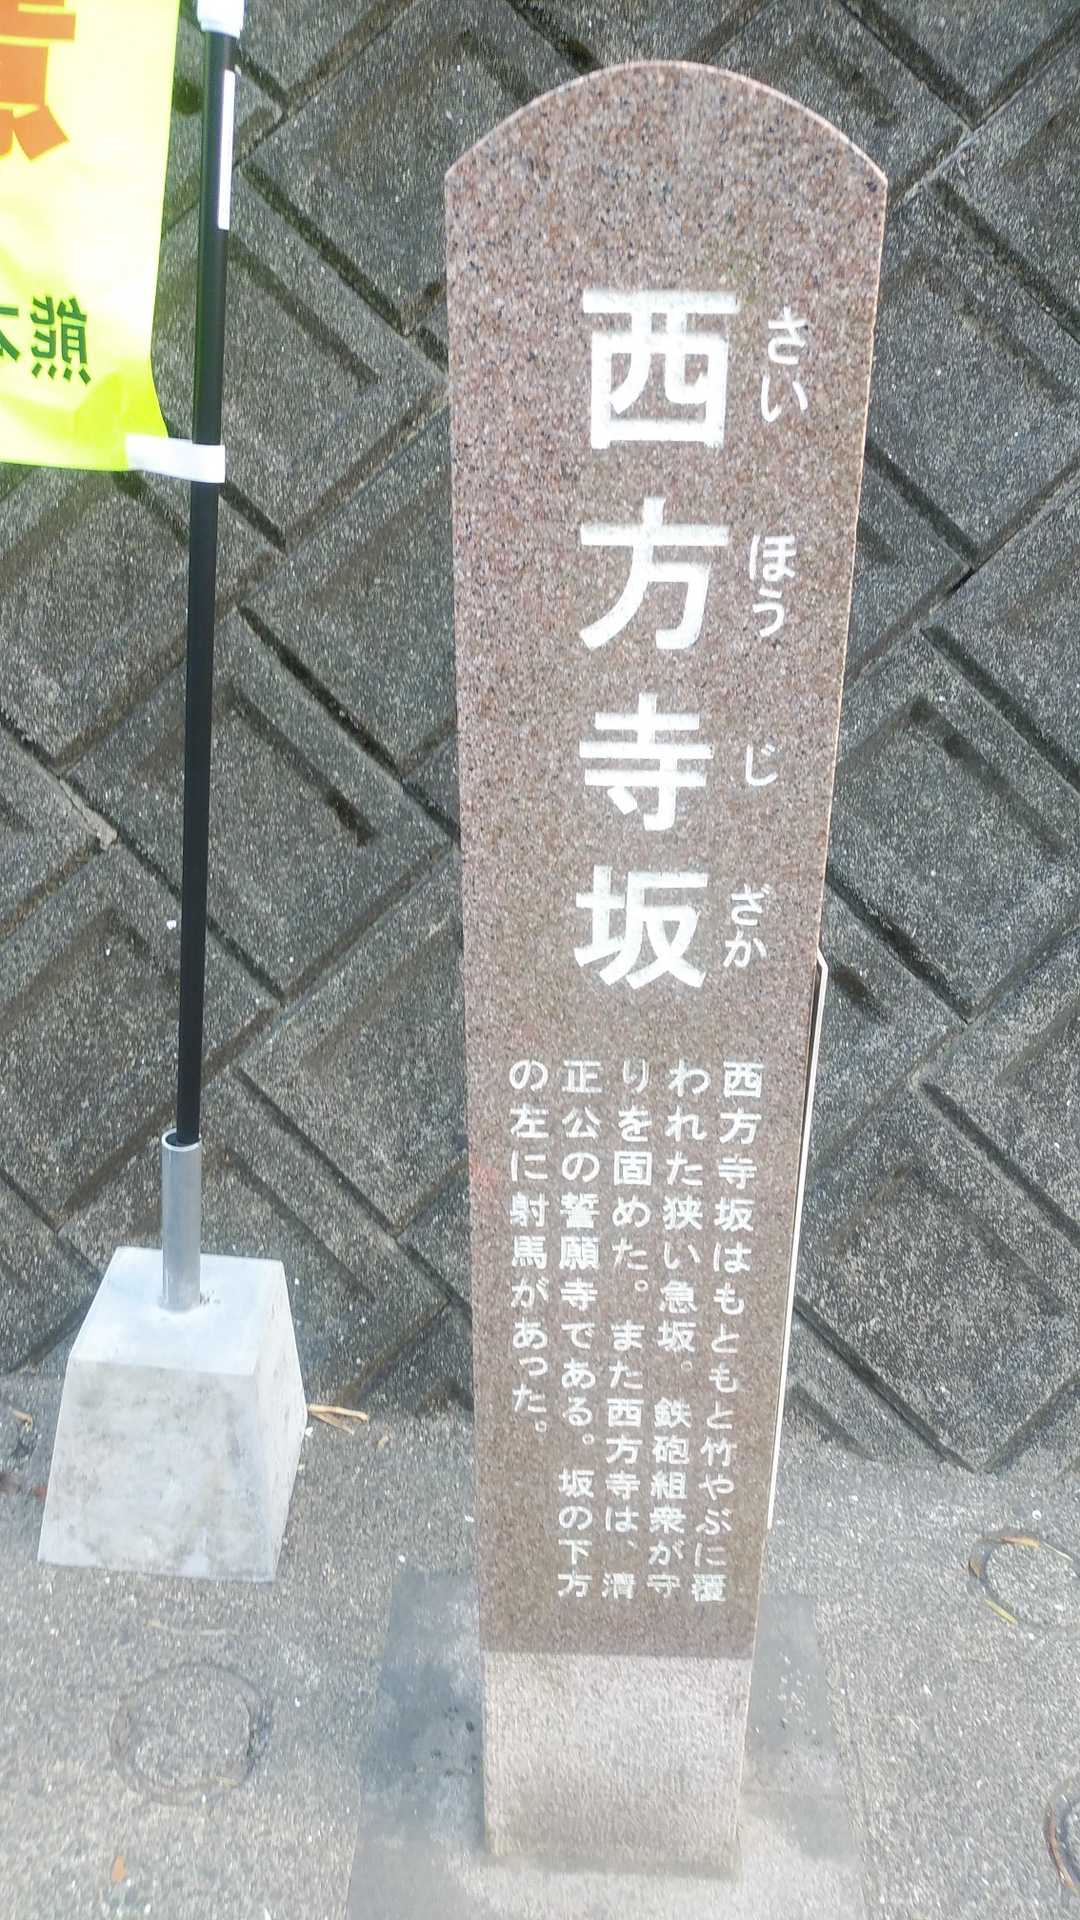 西方寺坂
さいほうじざか
西方寺坂はもともと竹やぶに覆
われた狭い急坂。鉄砲組衆が守
りを固めた。また西方寺は、清
正公の誓願寺である。坂の下方
の左に射馬があった。
熊